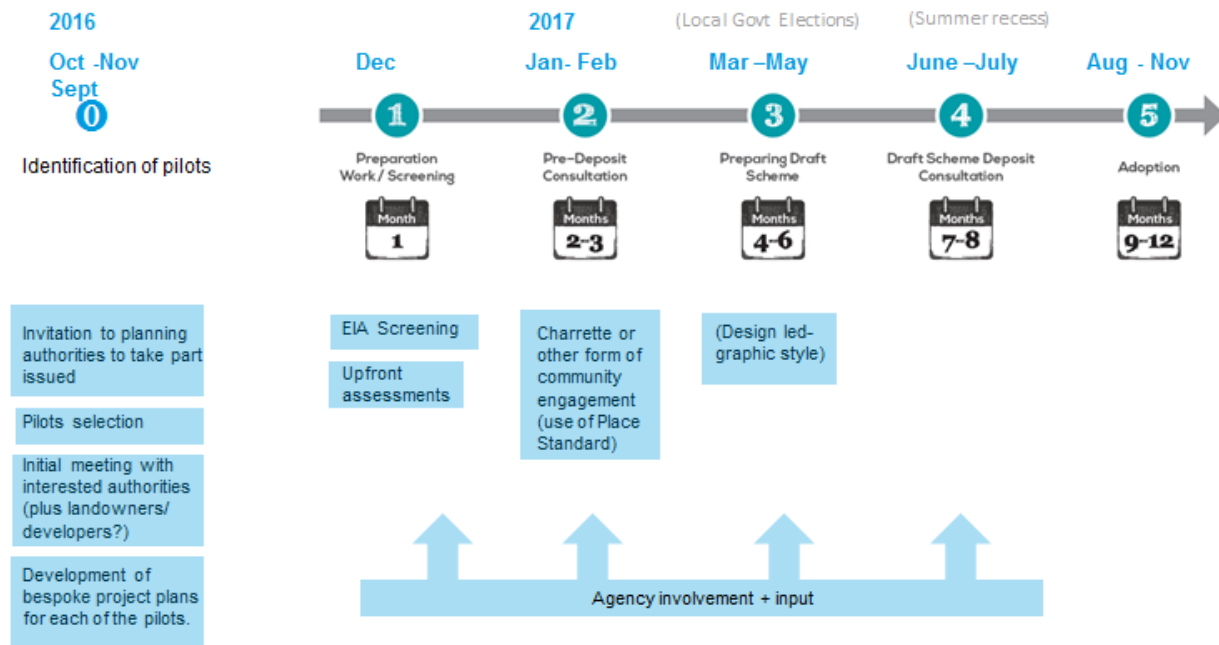 2016
2017
(Local Govt Elections)
(Summer recess)
Oct -Nov
Sept
Dec
Jan- Feb
Mar –May
June –July
Aug - Nov
0
1
2
3
4
5
Identification of pilots
Preparation
Work / Screening
Pre-Deposit
Consultation
Preparing Draft
Scheme
Draft Scheme Deposit
Consultation
Adoption
Month
1
Months
2-3
Months
4-6
Months
7-8
Months
9-12
Invitation to planning
authorities to take part
issued
Pilots selection
Initial meeting with
interested authorities
(plus landowners/
developers?)
Development of
bespoke project plans
for each of the pilots.
EIA Screening
Upfront
assessments
Charrette or
other form of
community
engagement
(use of Place
Standard)
(Design led-
graphic style)
Agency involvement + input